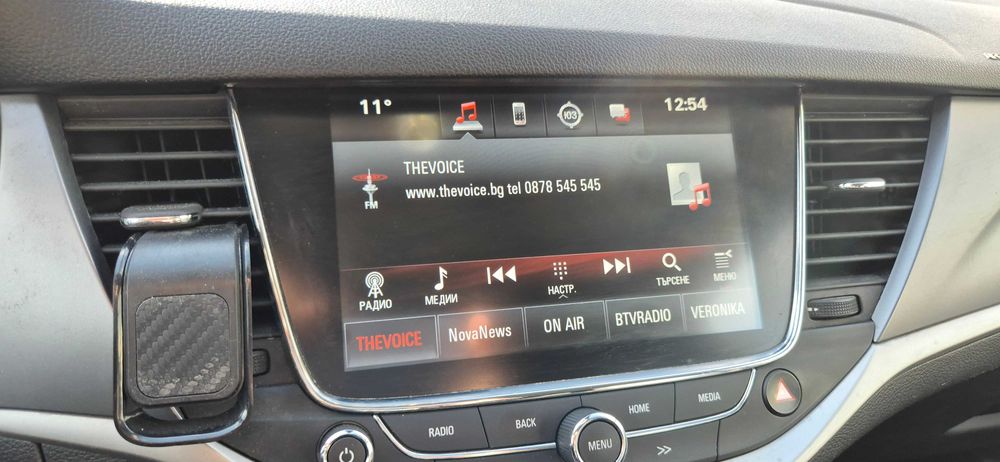 11°
103
12:54
THEVOICE
www.thevoice.bg tel 0878 545 545
FM
РАДИО
МЕДИИ
НАСТР.
ТЪРСЕНЕ
МЕНЮ
THEVOICE
NovaNews
ON AIR
BTVRADIO
VERONIKA
RADIO
BACK
MENU
HOME
MEDIA
>>